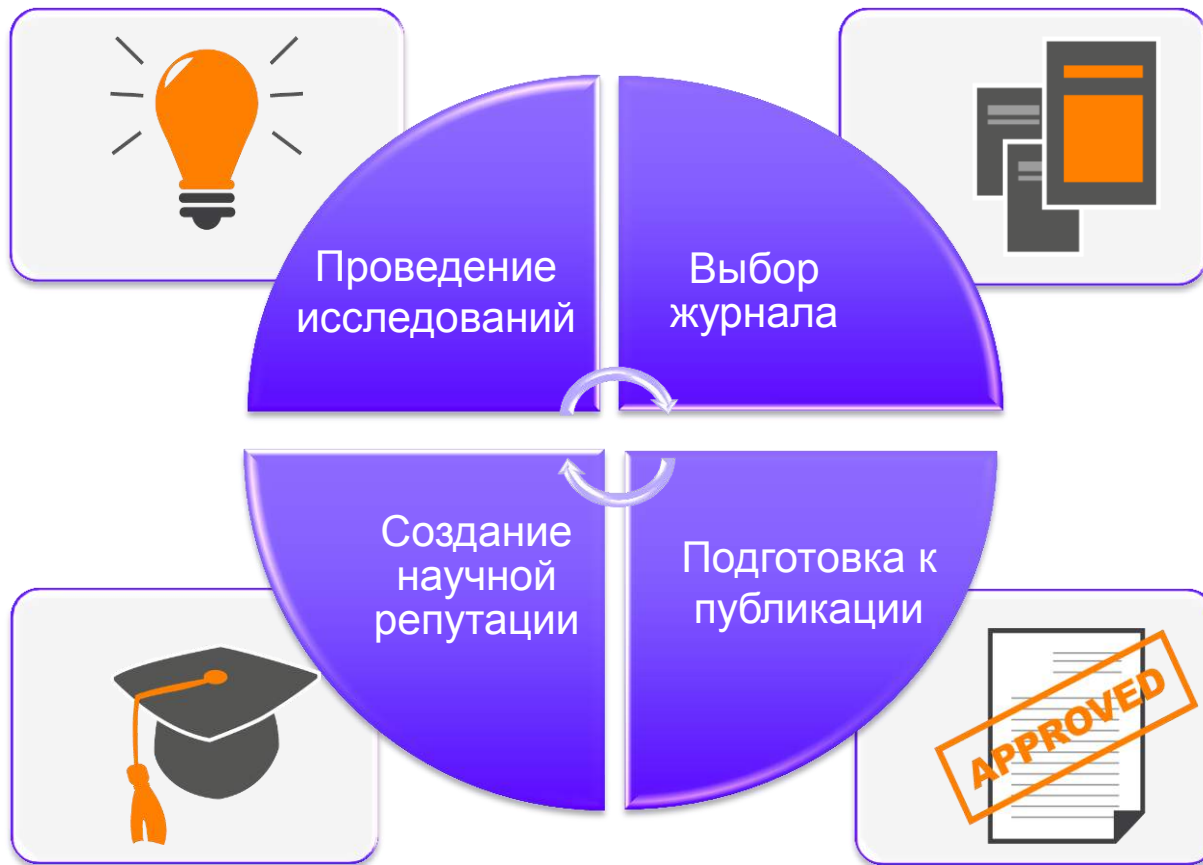 Проведение
исследований
Выбор
журнала
Создание
научной
репутации
Подготовка к
публикации
APPROVED